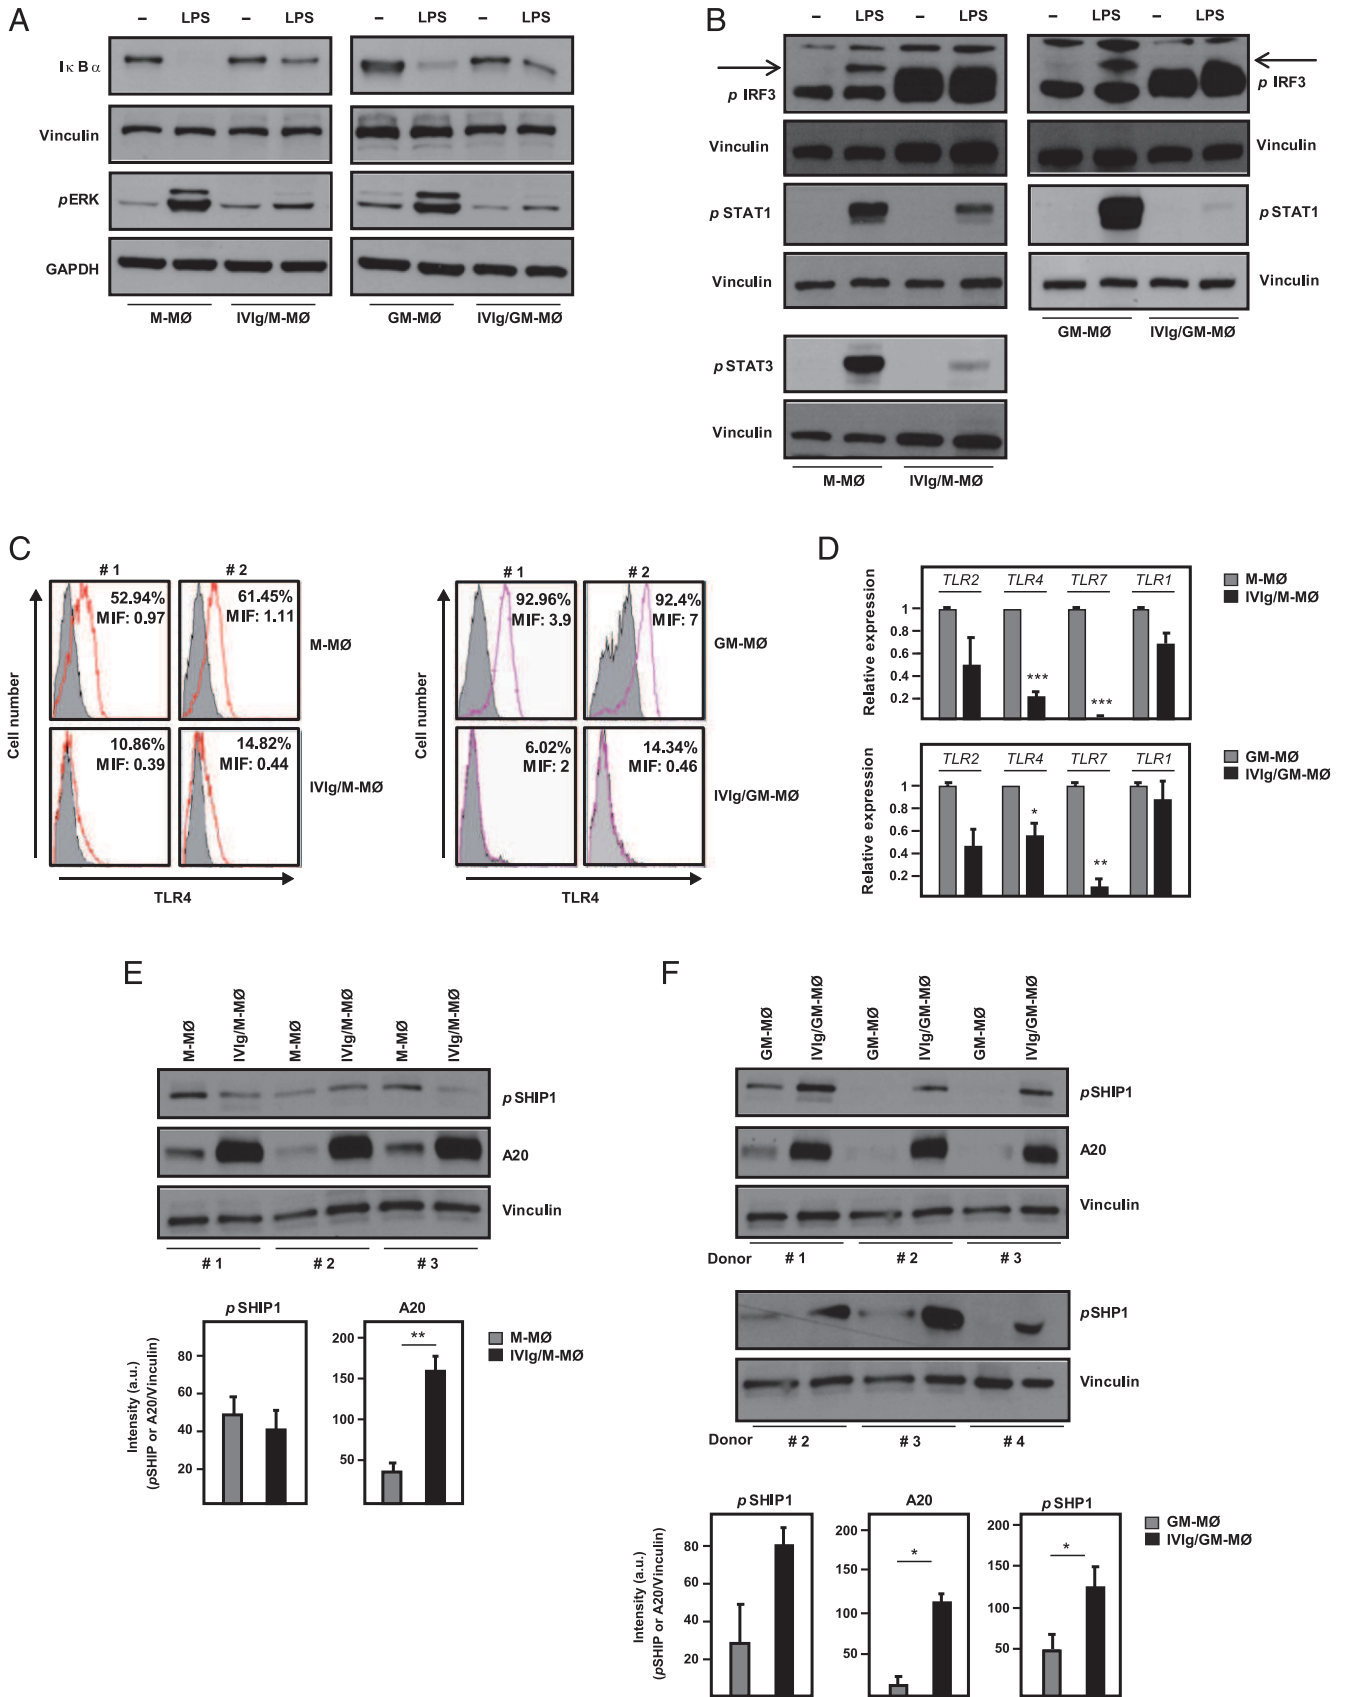 A
– LPS – LPS – LPS – LPS
IκBα
Vinculin
pERK
GAPDH
M-MØ IVIg/M-MØ GM-MØ IVIg/GM-MØ
B
– LPS – LPS – LPS – LPS
p IRF3 p IRF3
Vinculin Vinculin
p STAT1 p STAT1
Vinculin Vinculin
GM-MØ IVIg/GM-MØ
p STAT3
Vinculin
M-MØ IVIg/M-MØ
C
# 1 # 2
Cell number
52.94%
MIF: 0.97
61.45%
MIF: 1.11
M-MØ
10.86%
MIF: 0.39
14.82%
MIF: 0.44
IVIg/M-MØ
TLR4
# 1 # 2
Cell number
92.96%
MIF: 3.9
92.4%
MIF: 7
GM-MØ
6.02%
MIF: 2
14.34%
MIF: 0.46
IVIg/GM-MØ
TLR4
D
Relative expression
TLR2 TLR4 TLR7 TLR1
1
0.8
0.6
0.4
0.2
***
***
M-MØ
IVIg/M-MØ
Relative expression
TLR2 TLR4 TLR7 TLR1
1
0.8
0.6
0.4
0.2
*
**
GM-MØ
IVIg/GM-MØ
E
M-MØ IVIg/M-MØ M-MØ IVIg/M-MØ M-MØ IVIg/M-MØ
p SHIP1
A20
Vinculin
# 1 # 2 # 3
Intensity (a.u.)
(pSHIP or A20/Vinculin)
p SHIP1
80
60
40
20
A20
200
150
100
50
**
M-MØ
IVIg/M-MØ
F
GM-MØ IVIg/GM-MØ GM-MØ IVIg/GM-MØ GM-MØ IVIg/GM-MØ
pSHIP1
A20
Vinculin
Donor # 1 # 2 # 3
pSHP1
Vinculin
Donor # 2 # 3 # 4
Intensity (a.u.)
(pSHIP or A20/Vinculin)
p SHIP1
80
60
40
20
A20
200
150
100
50
*
p SHP1
200
150
100
50
*
GM-MØ
IVIg/GM-MØ